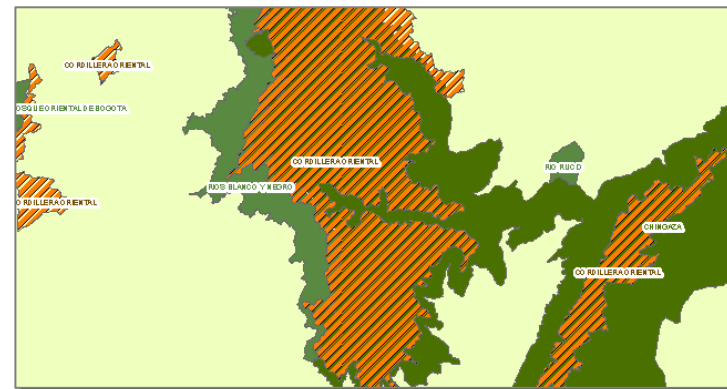 CORDILLERA ORIENTAL
OSQUE ORIENTAL DE BOGOTA
CORDILLERA ORIENTAL
RIO RUCIO
RIOS BLANCO Y NEGRO
ORDILLERA ORIENTAL
CHINGAZA
CORDILLERA ORIENTAL